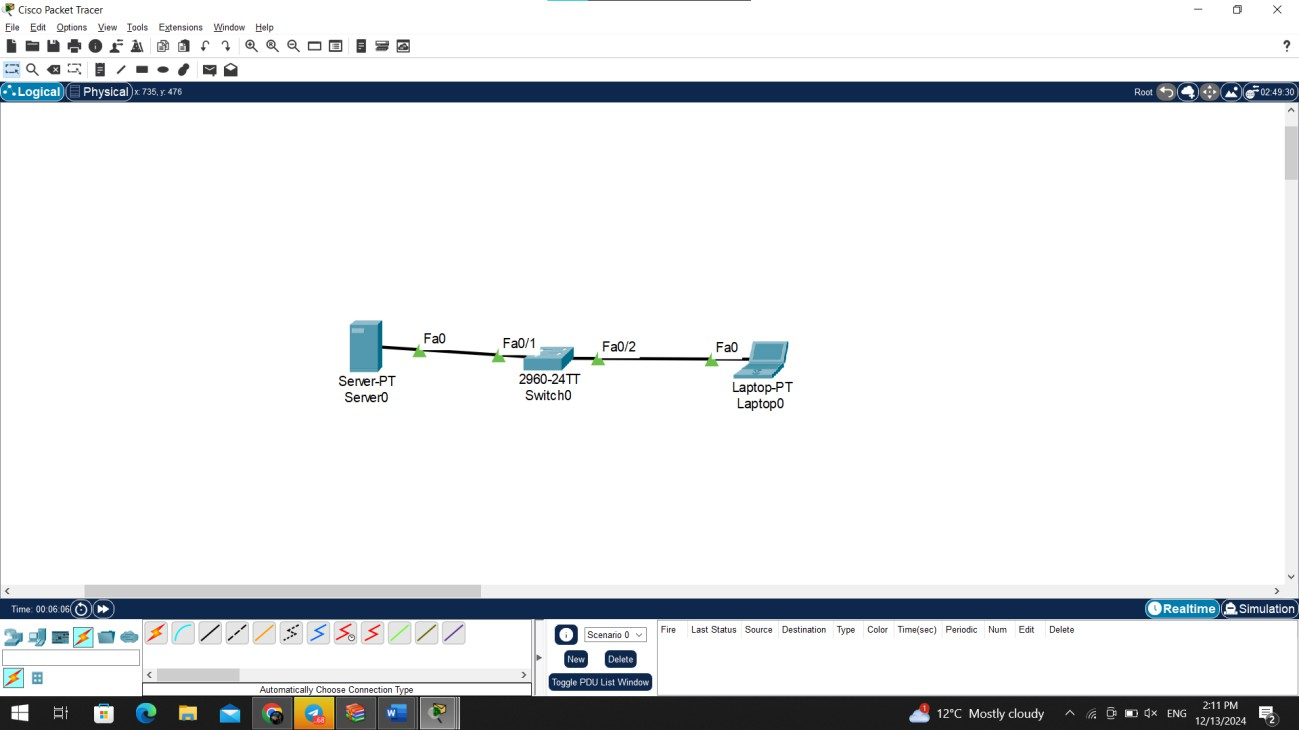 Cisco Packet Tracer
File Edit Options View Tools Extensions Window Help
?
Logical Physical x: 735, y: 476 Root 02:49:30
Fa0 Fa0/1 Fa0/2 Fa0
Server-PT 2960-24TT Laptop-PT
Server0 Switch0 Laptop0
Time: 00:06:06 Realtime Simulation
Scenario 0 Fire Last Status Source Destination Type Color Time(sec) Periodic Num Edit Delete
New Delete
Toggle PDU List Window
Automatically Choose Connection Type
12°C Mostly cloudy ENG 2:11 PM
12/13/2024 2